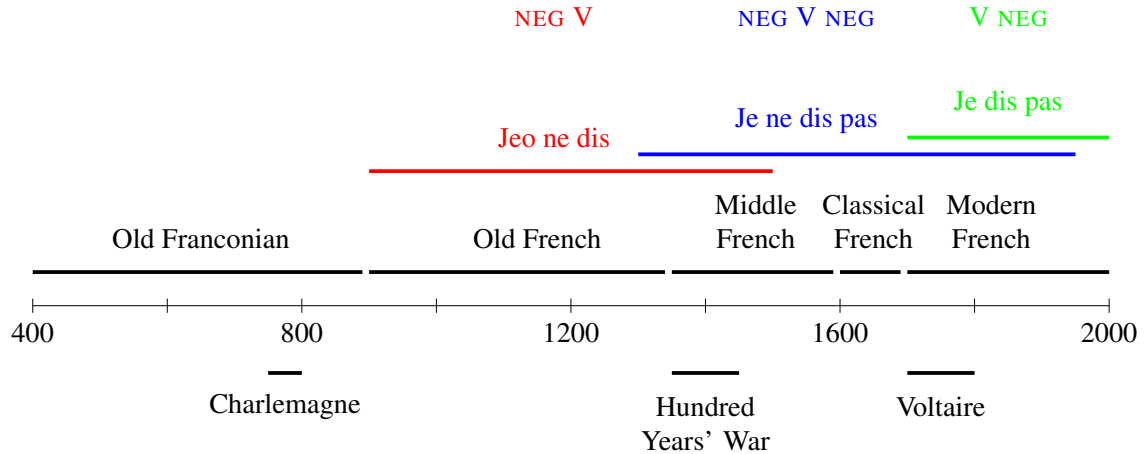 NEG V NEG V NEG V NEG
Je dis pas
Je ne dis pas
Jeo ne dis
Middle Classical Modern
Old Franconian Old French French French French
400 800 1200 1600 2000
Charlemagne Hundred Voltaire
Years' War